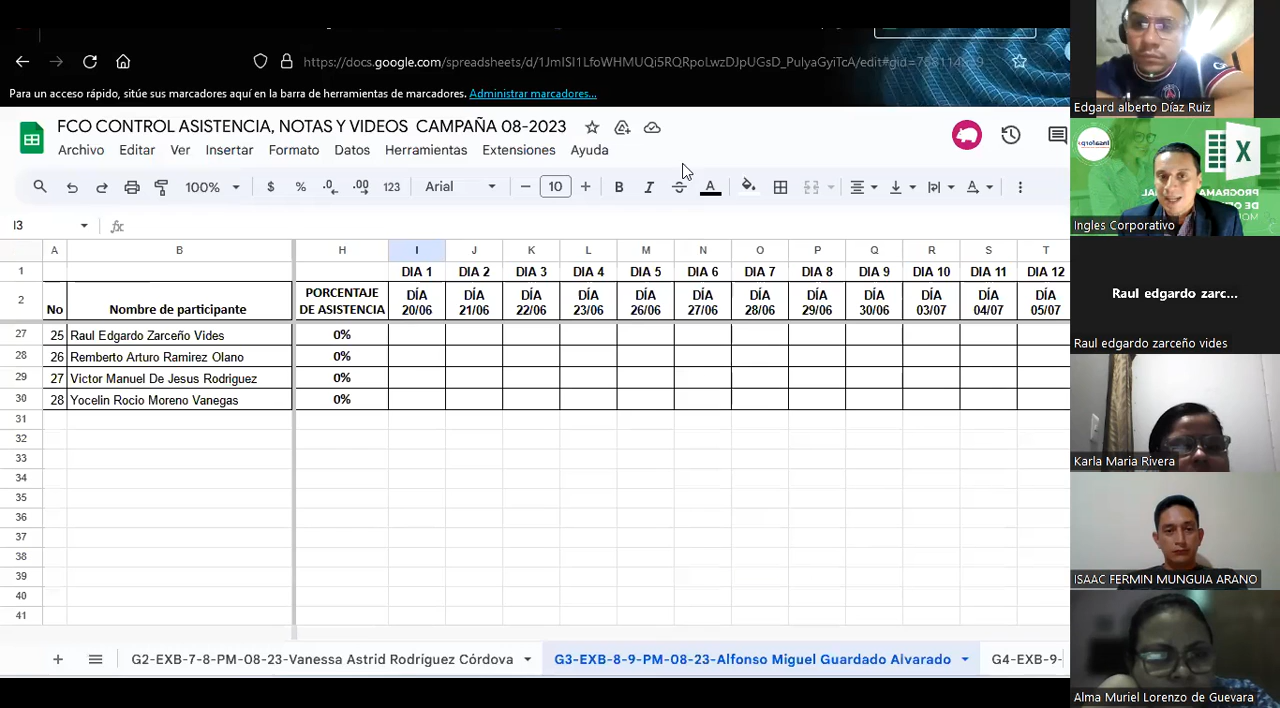 https://docs.google.com/spreadsheets/d/
Para un acceso rápido, sitúe sus marcadores aquí en la barra de herramientas de marcadores. Administrar marcadores...
FCO CONTROL ASISTENCIA, NOTAS Y VIDEOS CAMPAÑA 08-2023
Archivo Editar Ver Insertar Formato Datos Herramientas Extensiones Ayuda
100% $ % .0 .00 123 Arial 10 B I A
I3 fx
A B H I J K L M N O P Q R S T
1 DIA 1 DIA 2 DIA 3 DIA 4 DIA 5 DIA 6 DIA 7 DIA 8 DIA 9 DIA 10 DIA 11 DIA 12
PORCENTAJE DÍA DÍA DÍA DÍA DÍA DÍA DÍA DÍA DÍA DÍA DÍA DÍA
2 No Nombre de participante DE ASISTENCIA 20/06 21/06 22/06 23/06 26/06 27/06 28/06 29/06 30/06 03/07 04/07 05/07
27 25 Raul Edgardo Zarceño Vides 0%
28 26 Remberto Arturo Ramirez Olano 0%
29 27 Victor Manuel De Jesus Rodriguez 0%
30 28 Yocelin Rocio Moreno Vanegas 0%
31
32
33
34
35
36
37
38
39
40
41
G2-EXB-7-8-PM-08-23-Vanessa Astrid Rodríguez Córdova G3-EXB-8-9-PM-08-23-Alfonso Miguel Guardado Alvarado G4-EXB-9-
Edgard alberto Díaz Ruiz
X
Ingles Corporativo
Raul edgardo zarc...
Raul edgardo zarceño vides
Karla Maria Rivera
ISAAC FERMIN MUNGUIA ARANO
Alma Muriel Lorenzo de Guevara